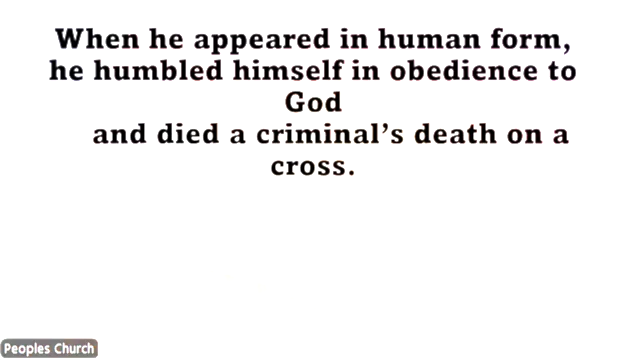 When he appeared in human form,
he humbled himself in obedience to
God
and died a criminal’s death on a
cross.
Peoples Church